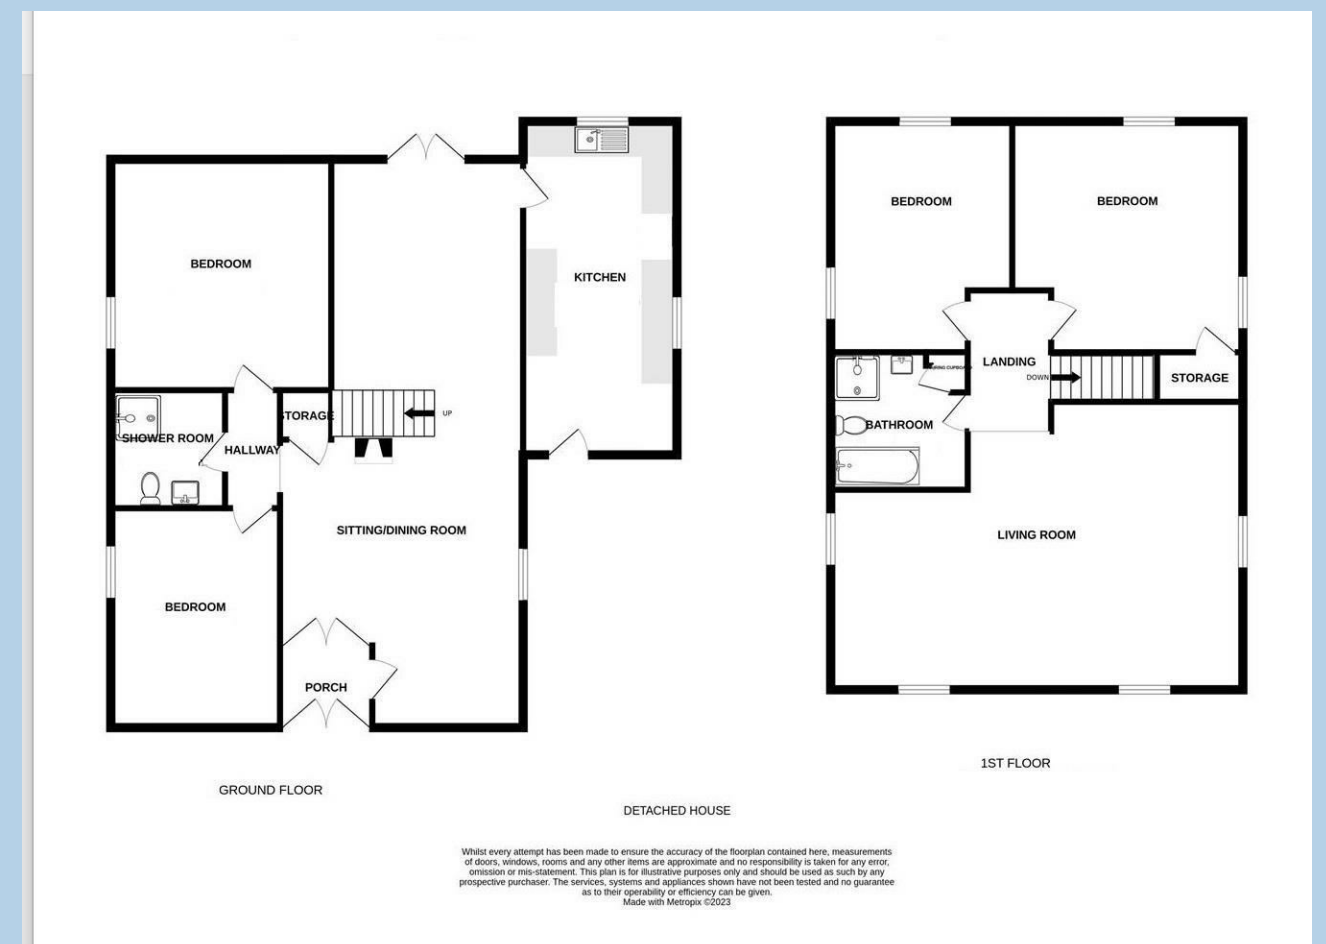 BEDROOM
KITCHEN
STORAGE
UP
SHOWER ROOM
HALLWAY
SITTING/DINING ROOM
BEDROOM
PORCH
GROUND FLOOR
BEDROOM
BEDROOM
LANDING
DOWN
STORAGE
BATHROOM
LIVING ROOM
1ST FLOOR
DETACHED HOUSE
Whilst every attempt has been made to ensure the accuracy of the floorplan contained here, measurements
of doors, windows, rooms and any other items are approximate and no responsibility is taken for any error,
omission or mis-statement. This plan is for illustrative purposes only and should be used as such by any
prospective purchaser. The services, systems and appliances shown have not been tested and no guarantee
as to their operability or efficiency can be given.
Made with Metropix ©2023